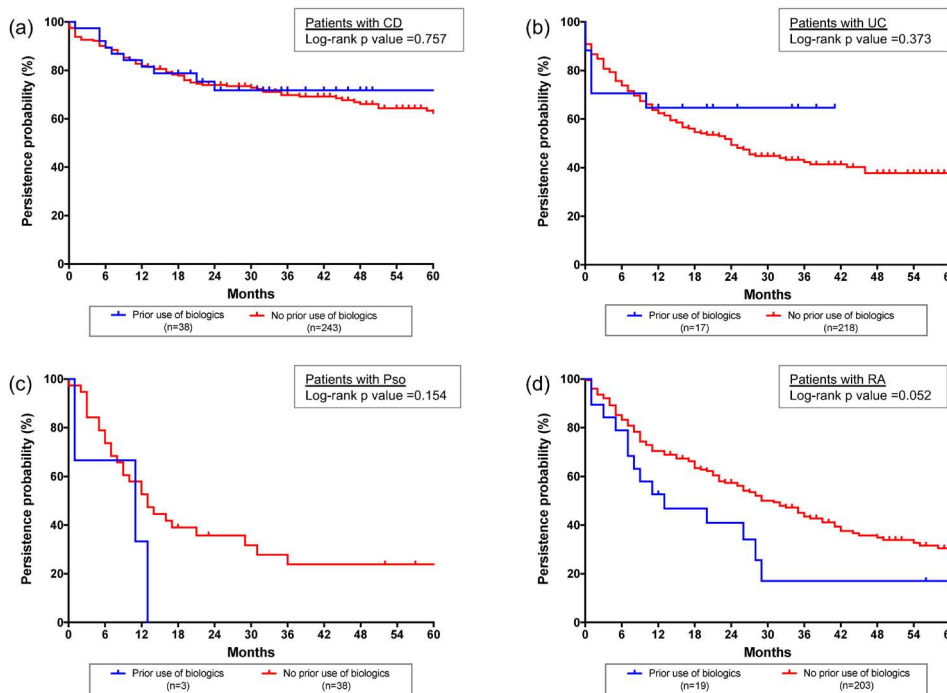 (a)
Patients with CD
Log-rank p value =0.757
Persistence probability (%)
100
80
60
40
20
0
0 6 12 18 24 30 36 42 48 54 60
Months
Prior use of biologics No prior use of biologics
(n=38) (n=243)
(b)
Patients with UC
Log-rank p value =0.373
Persistence probability (%)
100
80
60
40
20
0
0 6 12 18 24 30 36 42 48 54
Months
Prior use of biologics No prior use of biologics
(n=17) (n=218)
(c)
Patients with Pso
Log-rank p value =0.154
Persistence probability (%)
100
80
60
40
20
0
0 6 12 18 24 30 36 42 48 54 60
Months
Prior use of biologics No prior use of biologics
(n=3) (n=38)
(d)
Patients with RA
Log-rank p value =0.052
Persistence probability (%)
100
80
60
40
20
0
0 6 12 18 24 30 36 42 48 54
Months
Prior use of biologics No prior use of biologics
(n=19) (n=203)